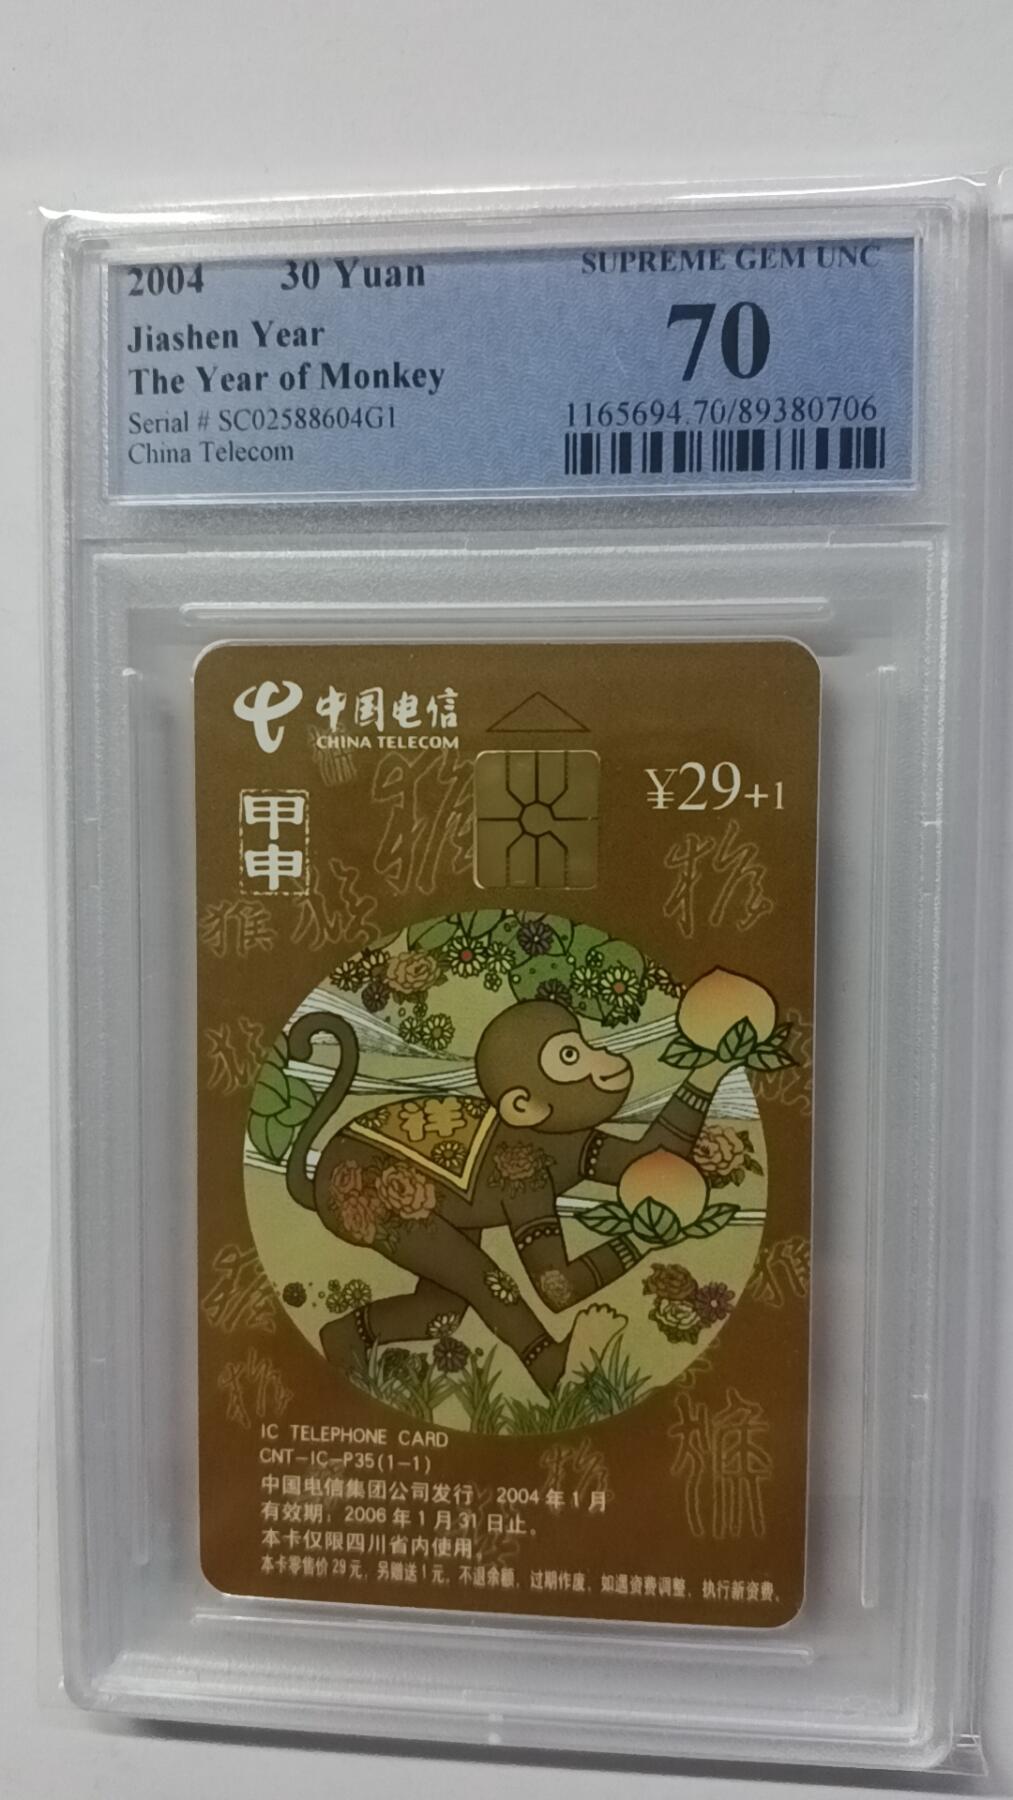 2004 30 Yuan
SUPREME GEM UNC
70
Jiashen Year
The Year of Monkey
Serial # SC02588604G1
China Telecom
1165694.70/89380706
中国电信
CHINA TELECOM
¥29+1
甲
申
猴
祥
IC TELEPHONE CARD
CNT-IC-P35(1-1)
中国电信集团公司发行 2004年1月
有效期：2006年1月31日止。
本卡仅限四川省内使用。
本卡零售价29元，另赠送1元，不退余额，过期作废，如遇资费调整，执行新资费。